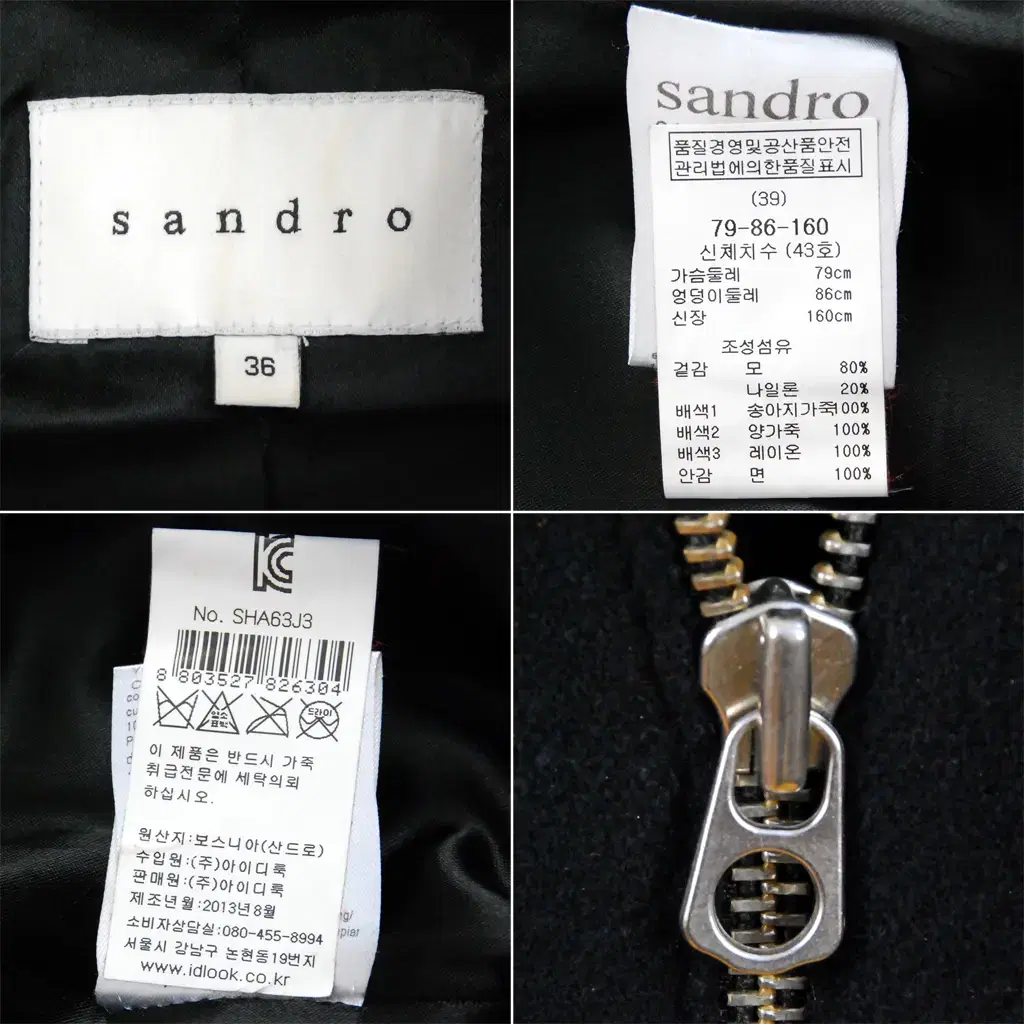 sandro
36
sandro
품질경영및공산품안전
관리법에의한품질표시
(39)
79-86-160
신체치수 (43호)
가슴둘레 79cm
엉덩이둘레 86cm
신장 160cm
조성섬유
겉감 모 80%
나일론 20%
배색1 송아지가죽100%
배색2 양가죽 100%
배색3 레이온 100%
안감 면 100%
No. SHA63J3
8 803527 826304
염소
표백
드라이
이 제품은 반드시 가죽
취급전문에 세탁의뢰
하십시오.
원산지:보스니아(산드로)
수입원:(주)아이디룩
판매원:(주)아이디룩
제조년월:2013년8월
소비자상담실:080-455-8994
서울시 강남구 논현동19번지
www.idlook.co.kr